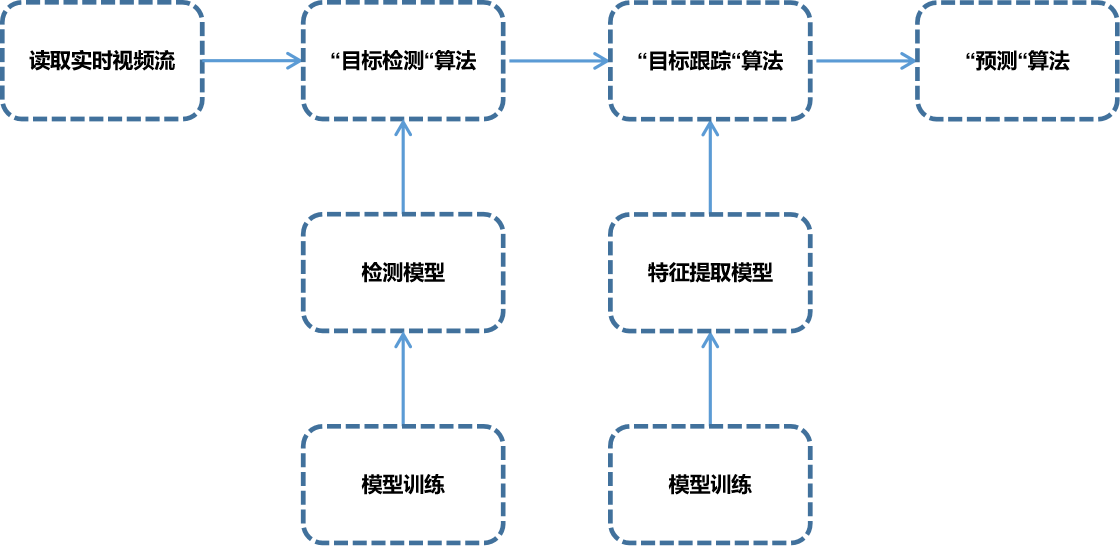 读取实时视频流
“目标检测“算法
“目标跟踪“算法
“预测“算法
检测模型
特征提取模型
模型训练
模型训练